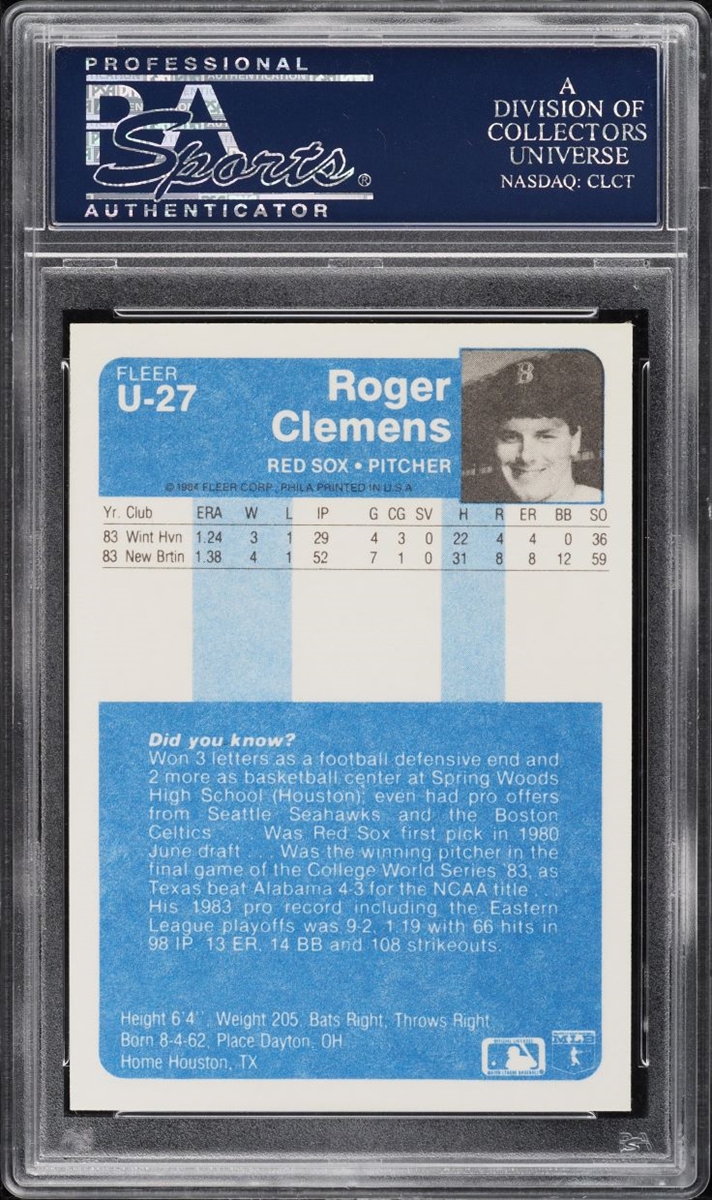 PROFESSIONAL
PSA
Sports®
AUTHENTICATOR
A
DIVISION OF
COLLECTORS
UNIVERSE
NASDAQ: CLCT
FLEER
U-27
Roger
Clemens
RED SOX • PITCHER
© 1984 FLEER CORP., PHILA PRINTED IN U.S.A
Yr. Club ERA W L IP G CG SV H R ER BB SO
83 Wint Hvn 1.24 3 1 29 4 3 0 22 4 4 0 36
83 New Brtin 1.38 4 1 52 7 1 0 31 8 8 12 59
Did you know?
Won 3 letters as a football defensive end and
2 more as basketball center at Spring Woods
High School (Houston); even had pro offers
from Seattle Seahawks and the Boston
Celtics . . . Was Red Sox first pick in 1980
June draft . . . Was the winning pitcher in the
final game of the College World Series '83, as
Texas beat Alabama 4-3 for the NCAA title . . .
His 1983 pro record including the Eastern
League playoffs was 9-2, 1.19 with 66 hits in
98 IP, 13 ER, 14 BB and 108 strikeouts.
Height 6'4", Weight 205, Bats Right, Throws Right
Born 8-4-62, Place Dayton, OH
Home Houston, TX
MLB
PSA